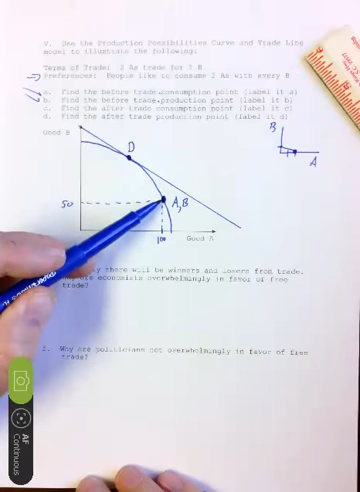 V. Use the Production Possibilities Curve and Trade Line
model to illustrate the following:
Terms of Trade: 2 As trade for 1 B
Preferences: People like to consume 2 As with every B
a. Find the before trade consumption point (label it a)
b. Find the before trade production point (label it b)
c. Find the after trade consumption point (label it c)
d. Find the after trade production point (label it d)
B
A
Good B
D
50
A,B
100
Good A
there will be winners and losers from trade.
are economists overwhelmingly in favor of free
trade?
Why are politicians not overwhelmingly in favor of free
trade?
AF
Continuous